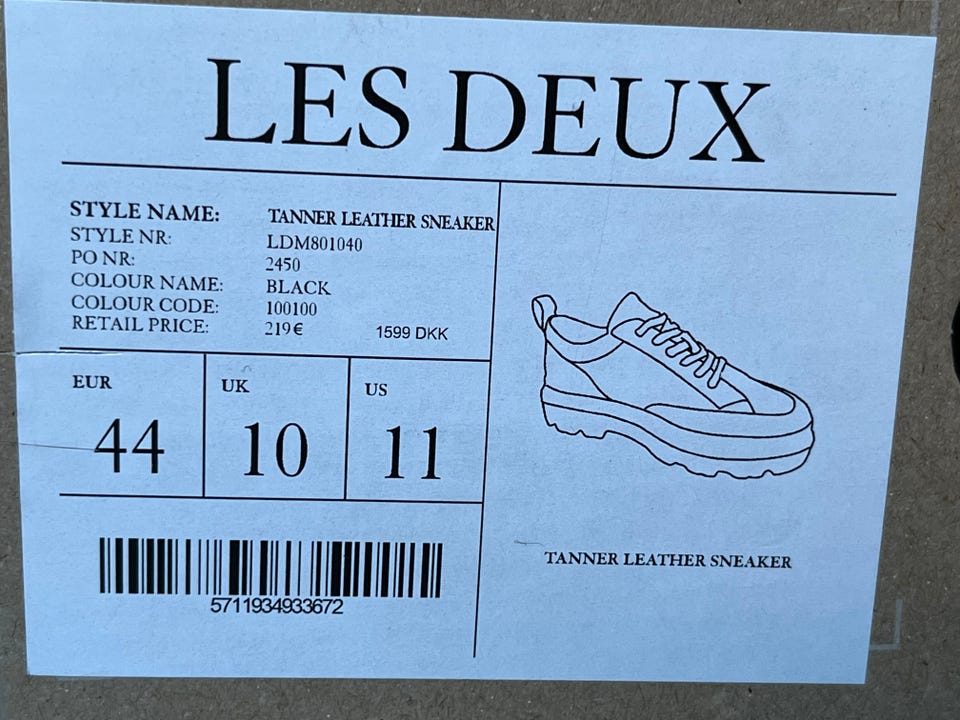 LES DEUX
STYLE NAME: TANNER LEATHER SNEAKER
STYLE NR: LDM801040
PO NR: 2450
COLOUR NAME: BLACK
COLOUR CODE: 100100
RETAIL PRICE: 219€ 1599 DKK
EUR UK US
44 10 11
5711934933672
TANNER LEATHER SNEAKER